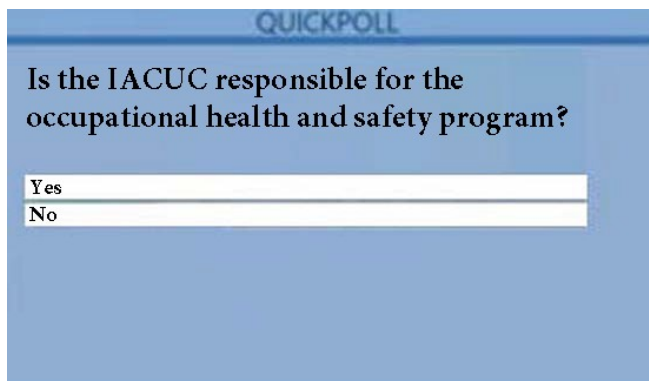 QUICKPOLL
Is the IACUC responsible for the
occupational health and safety program?
Yes
No